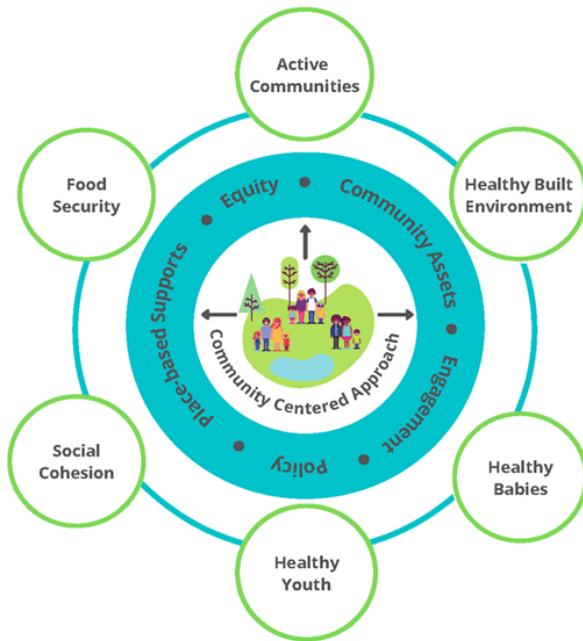 Active
Communities
Food
Security
Healthy Built
Environment
Equity
Community Assets
Place-based Supports
Engagement
Policy
Community Centered Approach
Social
Cohesion
Healthy
Babies
Healthy
Youth